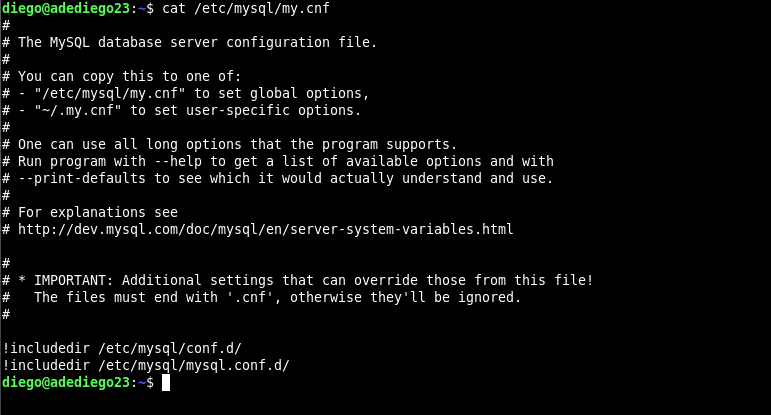 diego@adediego23:~$ cat /etc/mysql/my.cnf
#
# The MySQL database server configuration file.
#
# You can copy this to one of:
# - "/etc/mysql/my.cnf" to set global options,
# - "~/.my.cnf" to set user-specific options.
#
# One can use all long options that the program supports.
# Run program with --help to get a list of available options and with
# --print-defaults to see which it would actually understand and use.
#
# For explanations see
# http://dev.mysql.com/doc/mysql/en/server-system-variables.html

#
# * IMPORTANT: Additional settings that can override those from this file!
#   The files must end with '.cnf', otherwise they'll be ignored.
#

!includedir /etc/mysql/conf.d/
!includedir /etc/mysql/mysql.conf.d/
diego@adediego23:~$